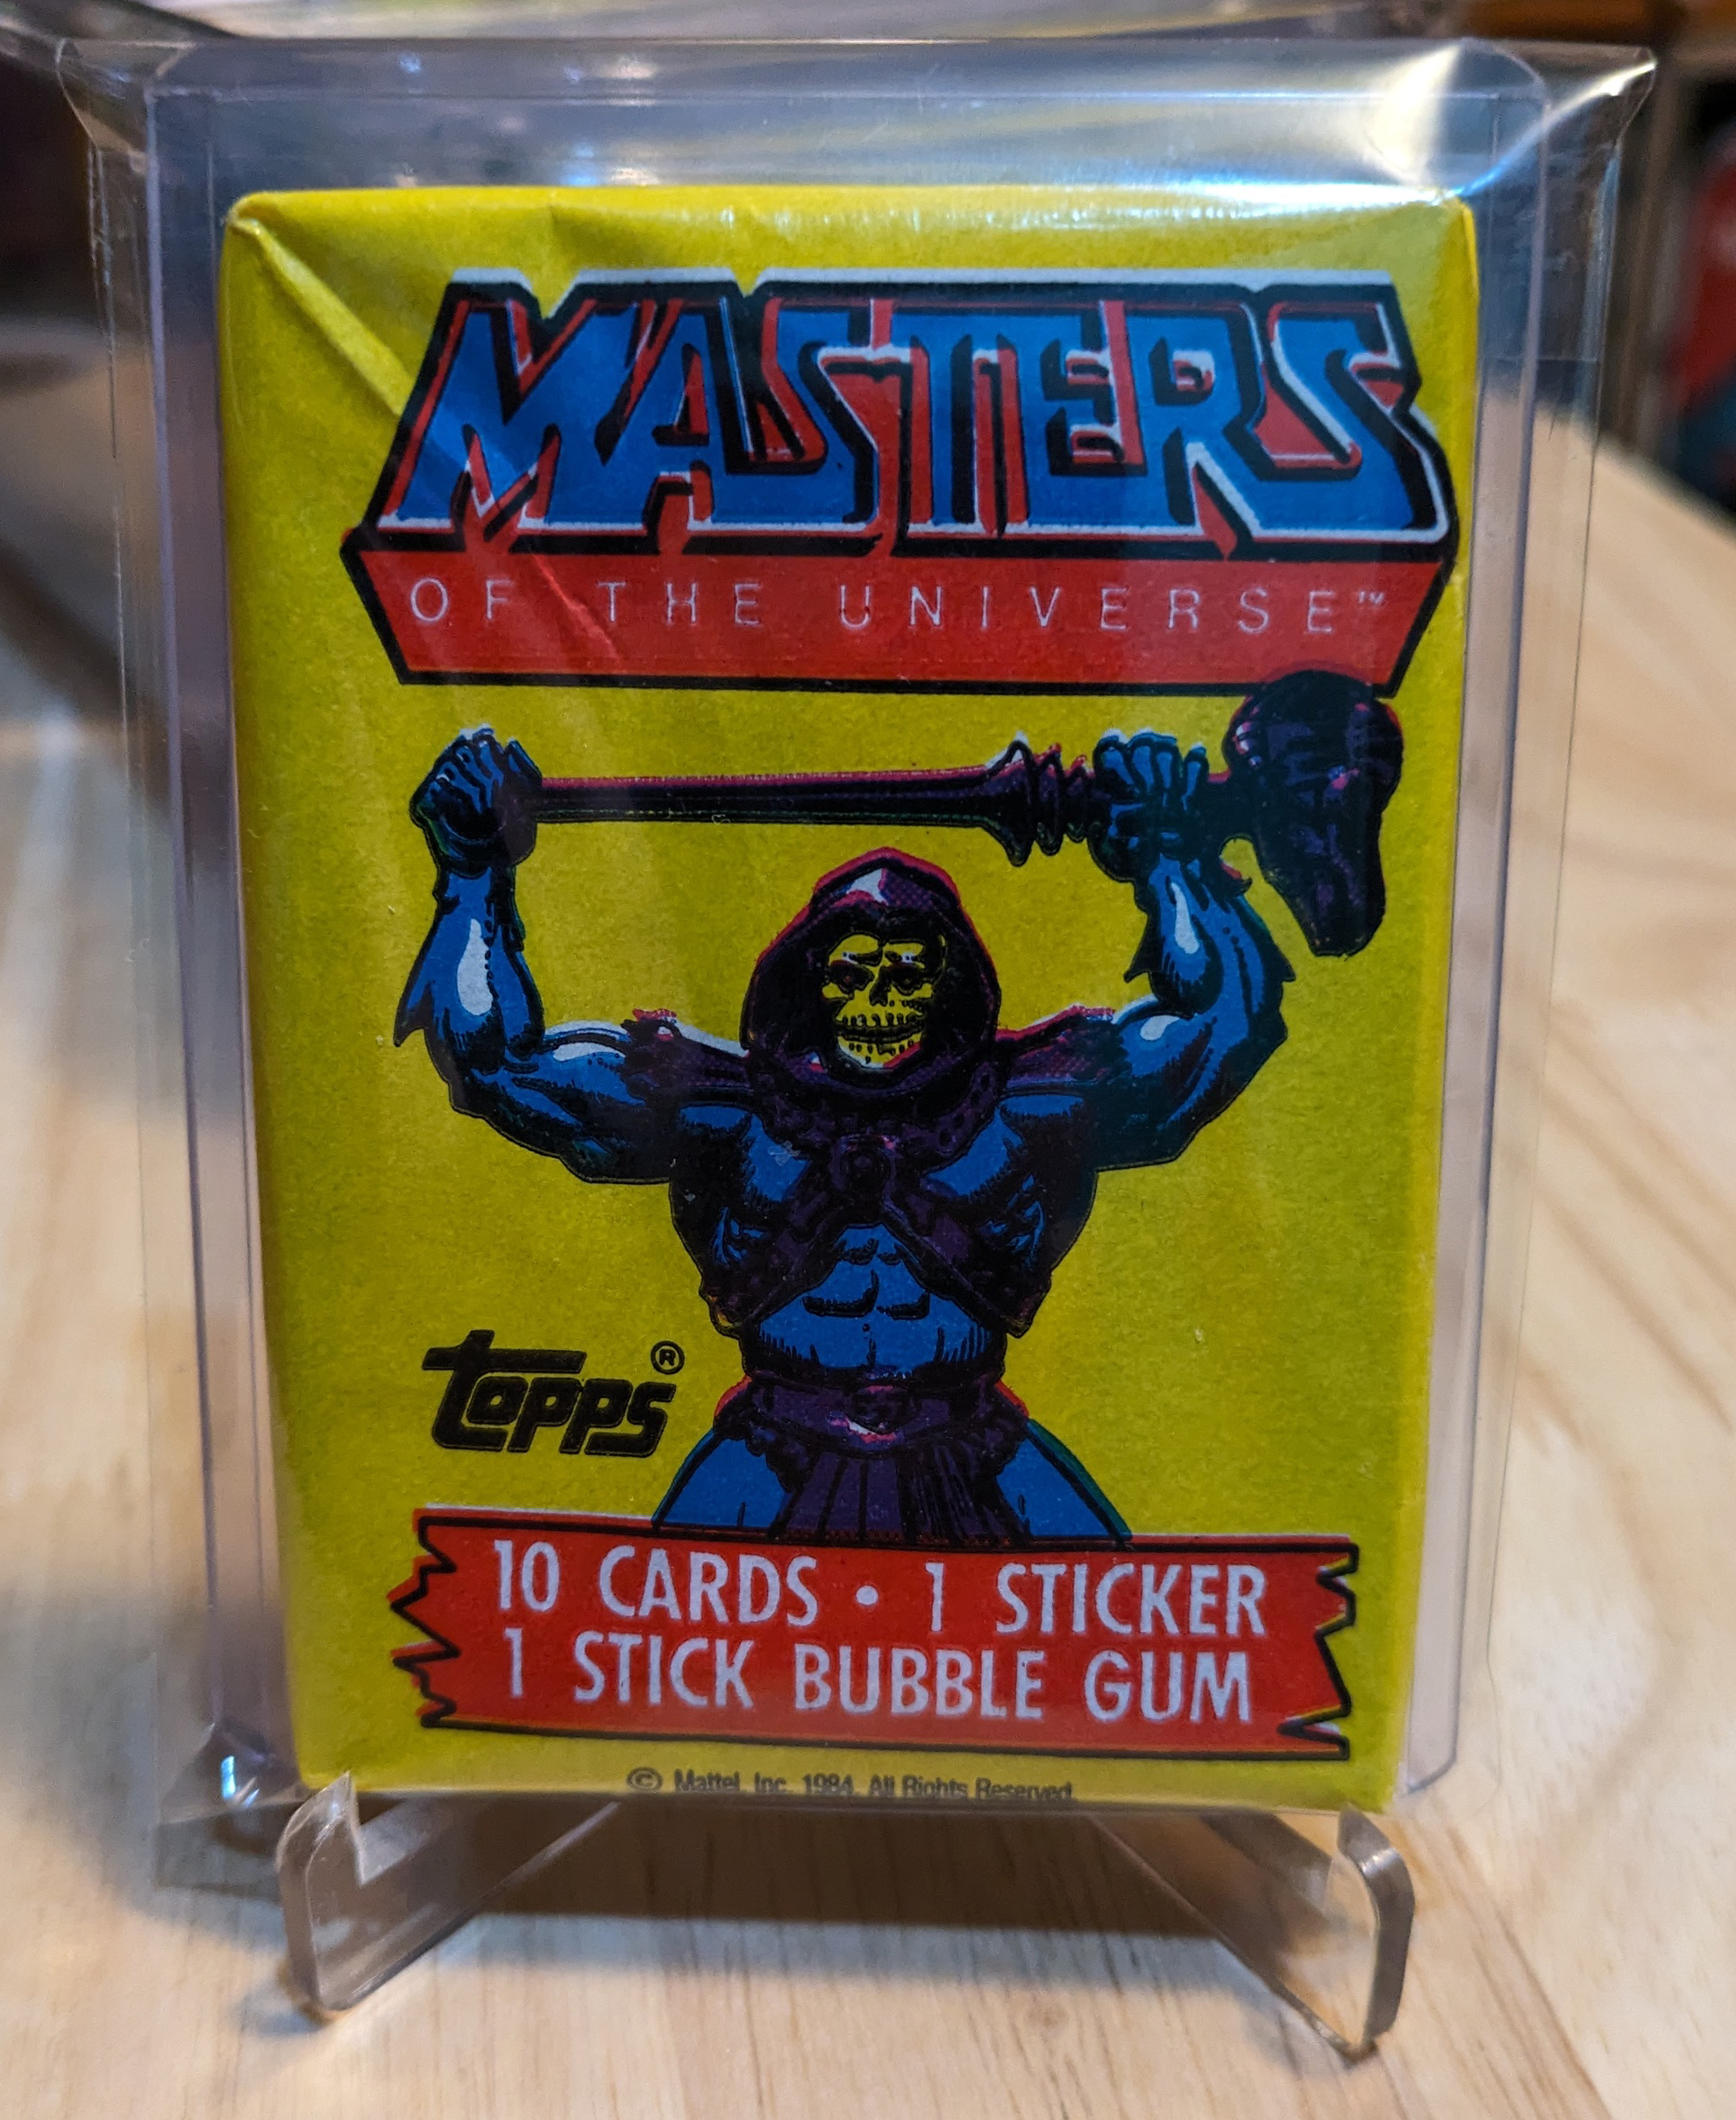 MASTERS
OF THE UNIVERSE™
topps®
10 CARDS • 1 STICKER
1 STICK BUBBLE GUM
© Mattel, Inc. 1984. All Rights Reserved.